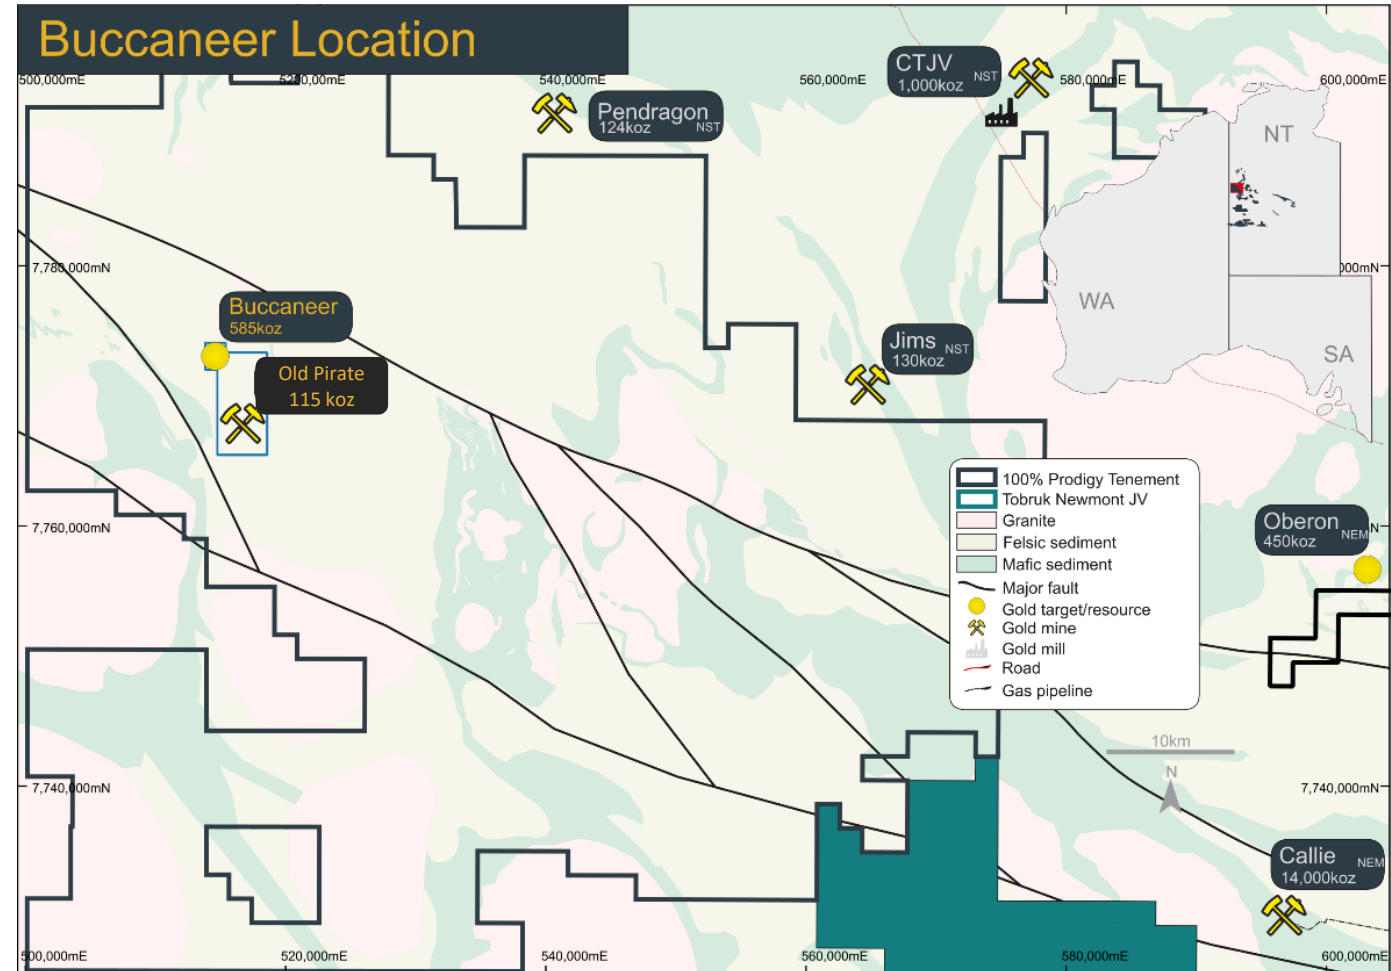 Buccaneer Location
500,000mE
520,000mE
540,000mE
560,000mE
580,000mE
600,000mE
CTJV NST
1,000koz
Pendragon
124koz NST
NT
7,780,000mN
000mN
WA
SA
Buccaneer
585koz
Old Pirate
115 koz
Jims NST
130koz
100% Prodigy Tenement
Tobruk Newmont JV
Granite
Felsic sediment
Mafic sediment
Major fault
Gold target/resource
Gold mine
Gold mill
Road
Gas pipeline
7,760,000mN
N
Oberon NEM
450koz
10km
N
7,740,000mN
7,740,000mN
Callie NEM
14,000koz
500,000mE
520,000mE
540,000mE
560,000mE
580,000mE
600,000mE